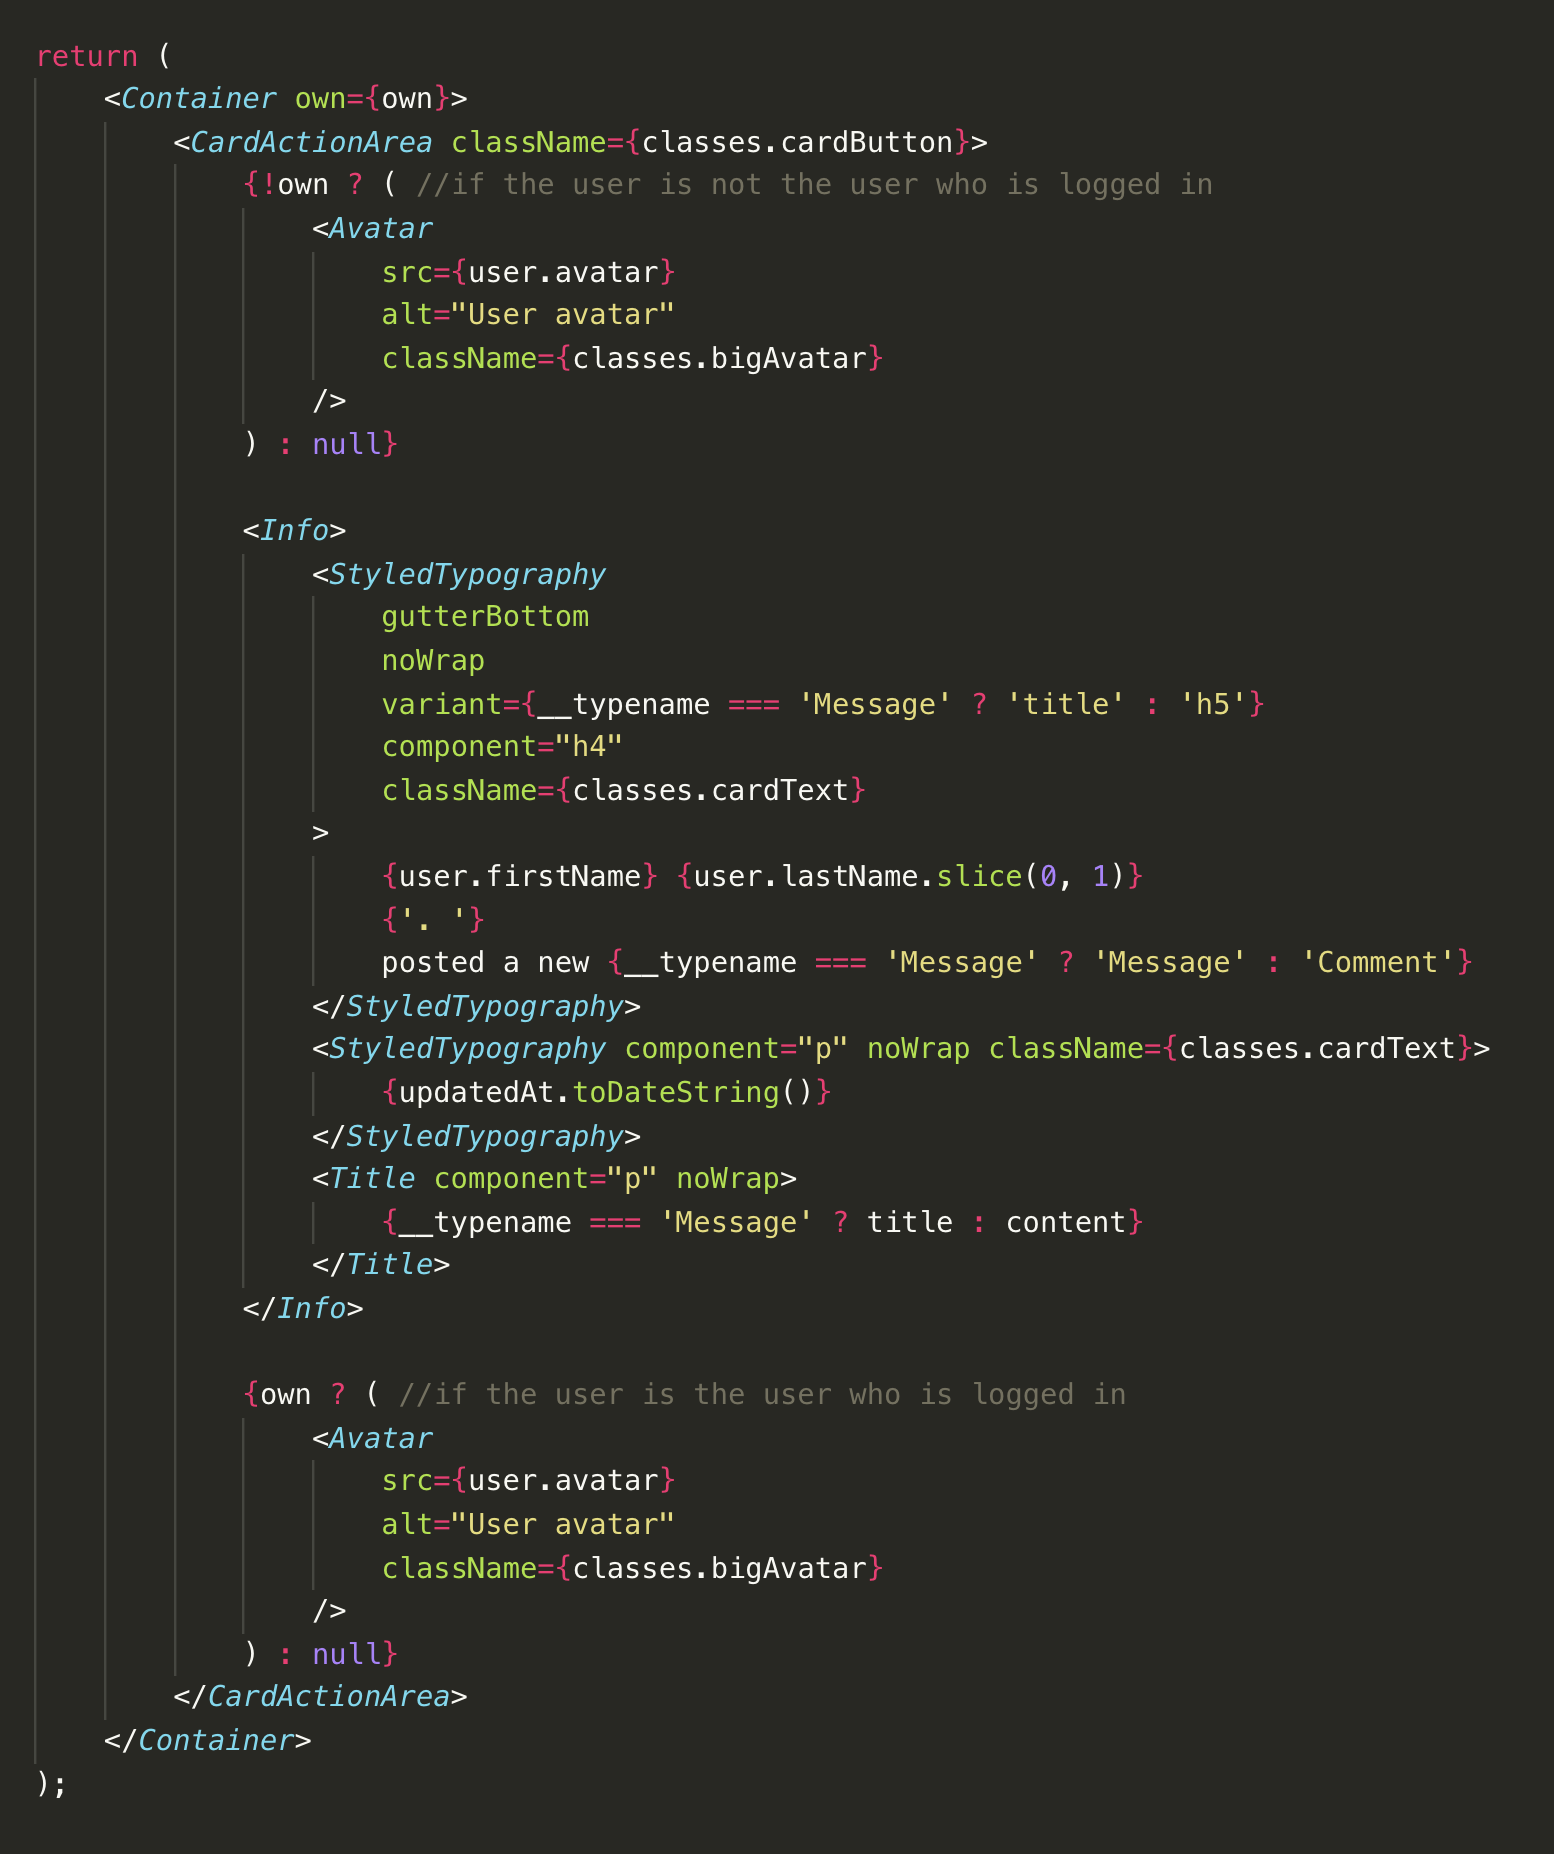 return (
    <Container own={own}>
        <CardActionArea className={classes.cardButton}>
            {!own ? ( //if the user is not the user who is logged in
                <Avatar
                    src={user.avatar}
                    alt="User avatar"
                    className={classes.bigAvatar}
                />
            ) : null}

            <Info>
                <StyledTypography
                    gutterBottom
                    noWrap
                    variant={__typename === 'Message' ? 'title' : 'h5'}
                    component="h4"
                    className={classes.cardText}
                >
                    {user.firstName} {user.lastName.slice(0, 1)}
                    {'. '}
                    posted a new {__typename === 'Message' ? 'Message' : 'Comment'}
                </StyledTypography>
                <StyledTypography component="p" noWrap className={classes.cardText}>
                    {updatedAt.toDateString()}
                </StyledTypography>
                <Title component="p" noWrap>
                    {__typename === 'Message' ? title : content}
                </Title>
            </Info>

            {own ? ( //if the user is the user who is logged in
                <Avatar
                    src={user.avatar}
                    alt="User avatar"
                    className={classes.bigAvatar}
                />
            ) : null}
        </CardActionArea>
    </Container>
);